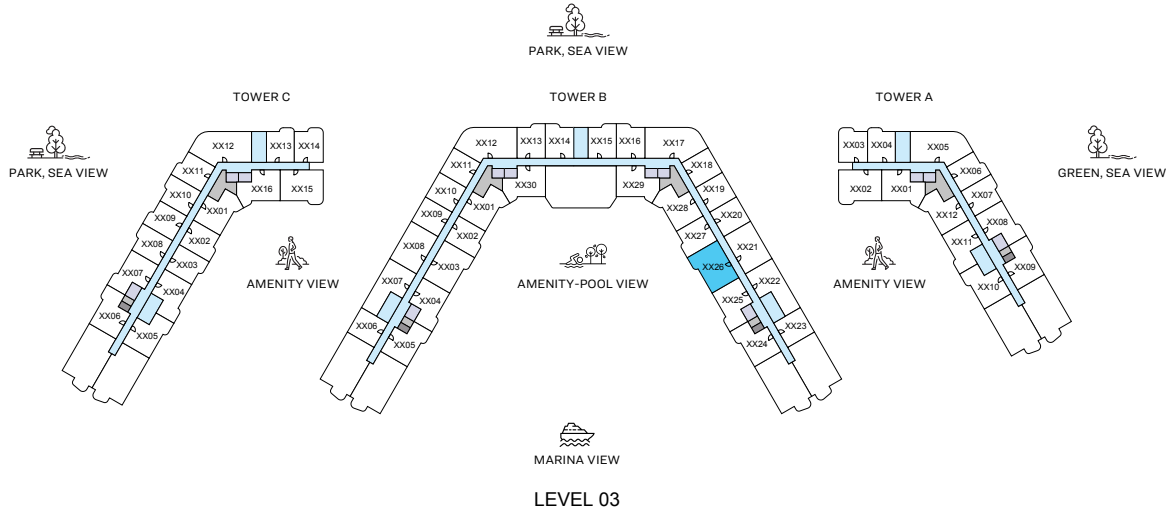 PARK, SEA VIEW
TOWER C
TOWER B
TOWER A
PARK, SEA VIEW
GREEN, SEA VIEW
XX12
XX13
XX14
XX11
XX16
XX15
XX10
XX01
XX09
XX02
XX08
XX03
XX07
XX04
XX06
XX05
AMENITY VIEW
XX12
XX13
XX14
XX15
XX16
XX17
XX11
XX30
XX29
XX18
XX10
XX01
XX28
XX19
XX09
XX02
XX27
XX20
XX08
XX03
XX26
XX21
XX07
XX04
XX25
XX22
XX06
XX05
XX24
XX23
AMENITY-POOL VIEW
AMENITY VIEW
XX03
XX04
XX05
XX02
XX01
XX06
XX12
XX07
XX11
XX08
XX10
XX09
MARINA VIEW
LEVEL 03